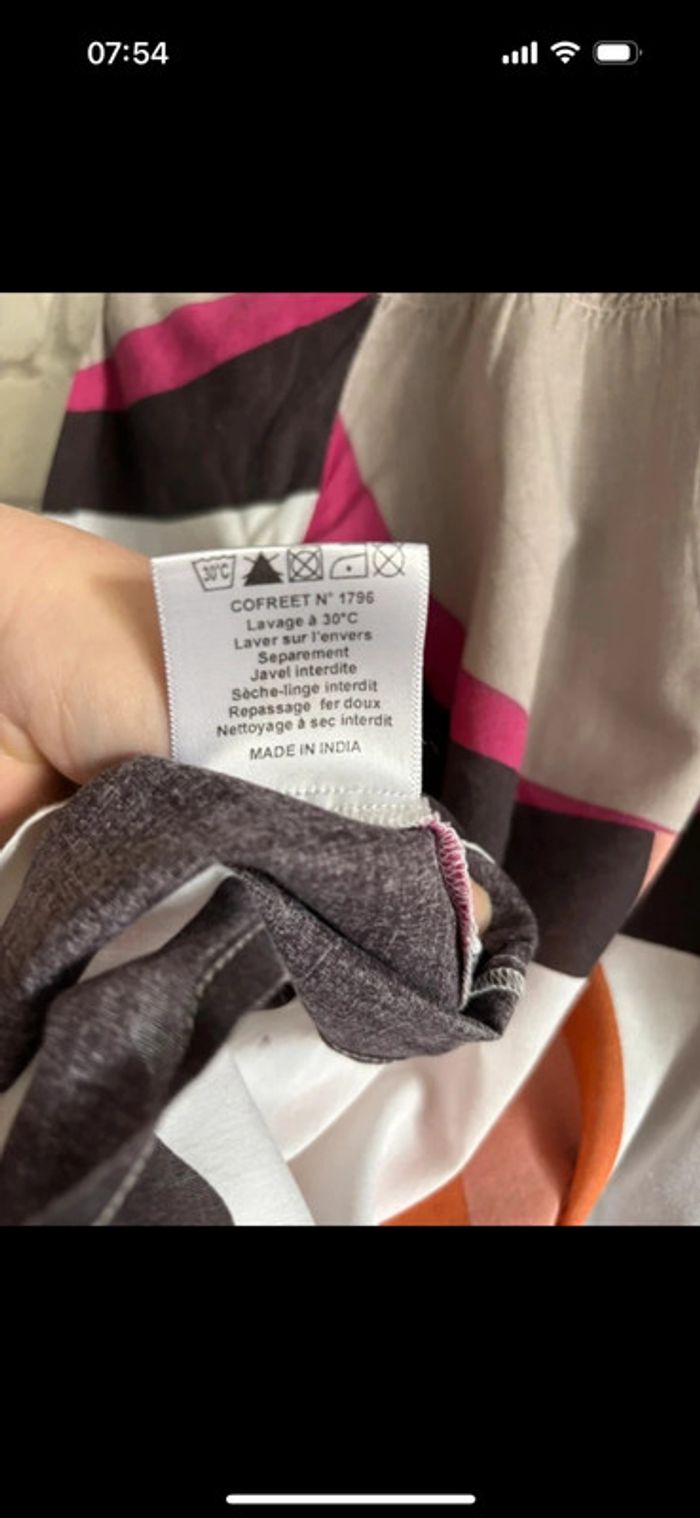 07:54
30°C
COFREET N° 1796
Lavage à 30°C
Laver sur l'envers
Separement
Javel interdite
Sèche-linge interdit
Repassage fer doux
Nettoyage à sec interdit
MADE IN INDIA